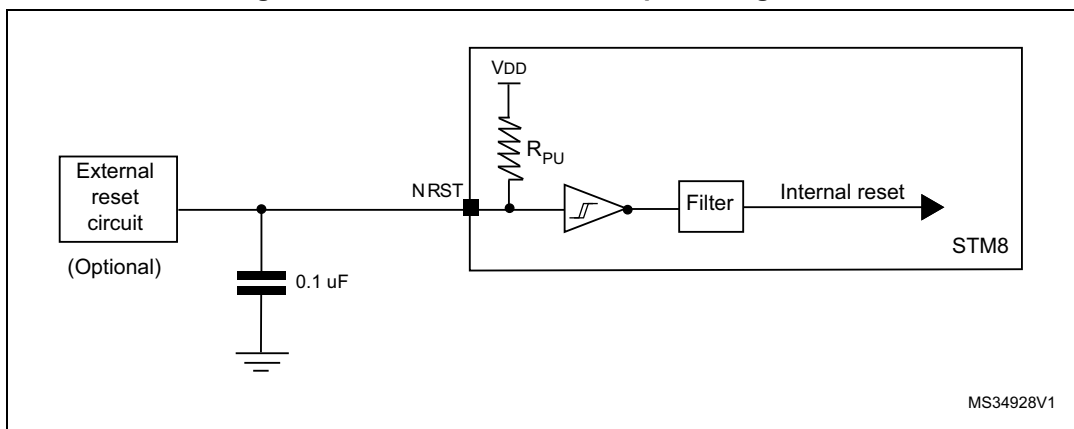 VDD
RPU
External
reset
circuit
(Optional)
NRST
Filter
Internal reset
STM8
0.1 uF
MS34928V1